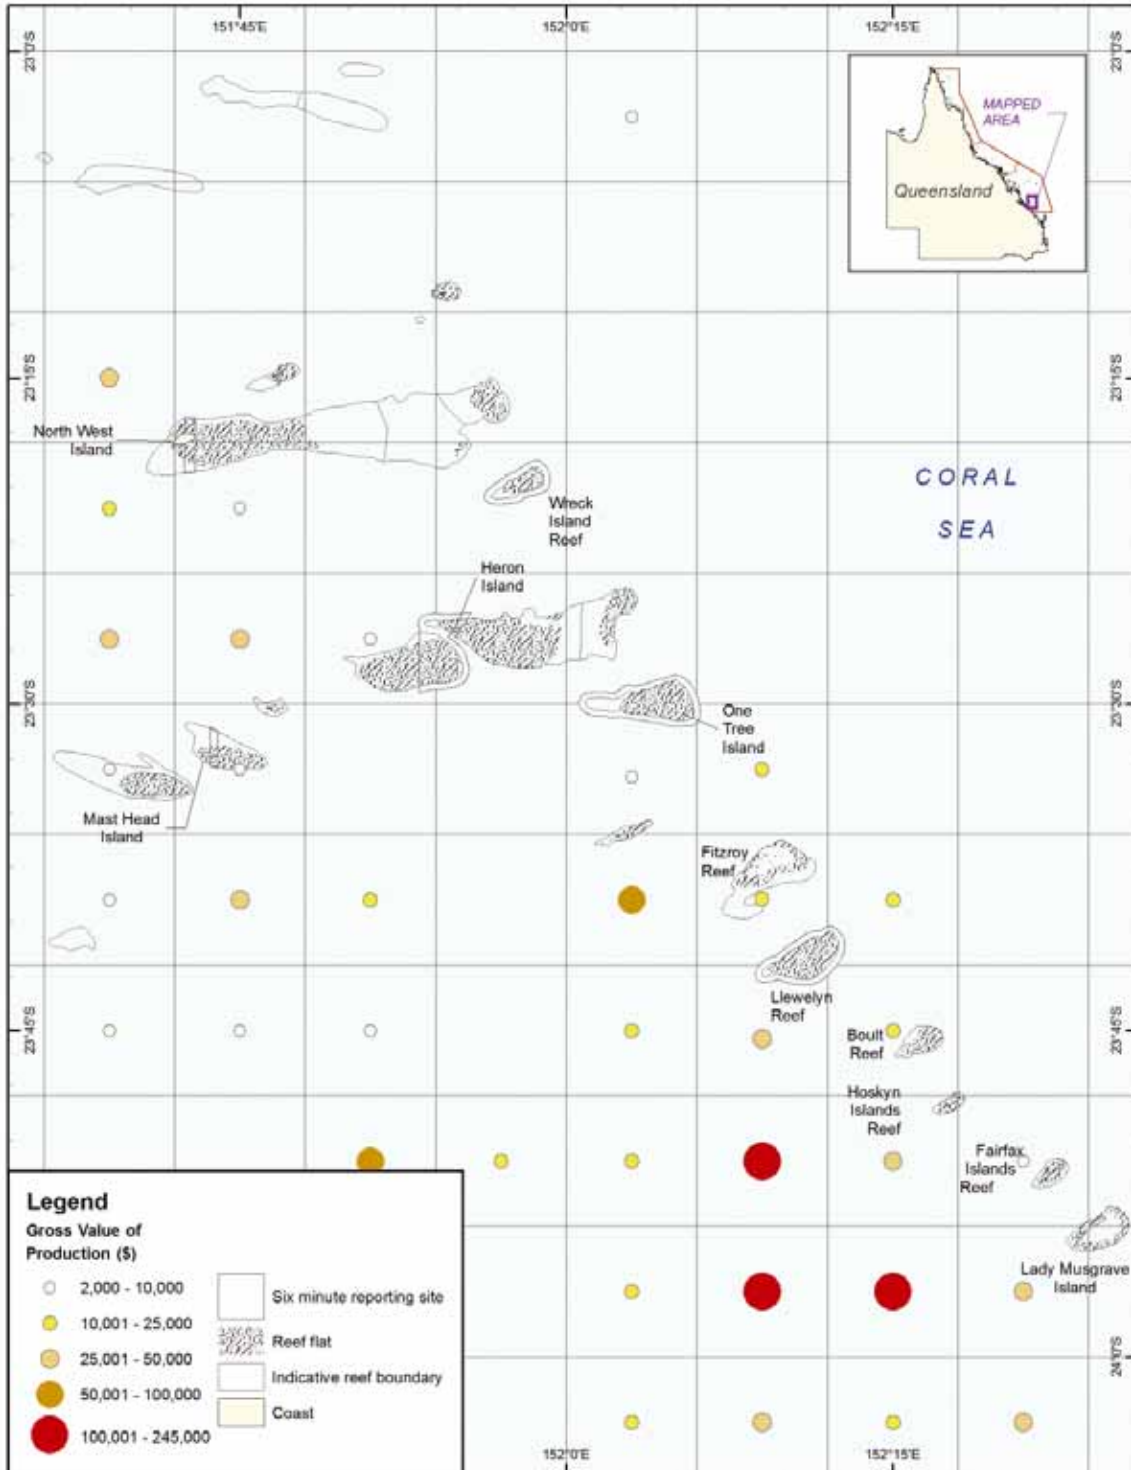 151°45'E
152°0'E
152°15'E
23°0'S
23°0'S
MAPPED
AREA
Queensland
23°15'S
23°15'S
North West
Island
CORAL
SEA
Wreck
Island
Reef
Heron
Island
23°30'S
23°30'S
One
Tree
Island
Mast Head
Island
Fitzroy
Reef
Llewelyn
Reef
23°45'S
23°45'S
Boult
Reef
Hoskyn
Islands
Reef
Fairfax
Islands
Reef
Lady Musgrave
Island
24°0'S
Legend
Gross Value of
Production ($)
2,000 - 10,000
10,001 - 25,000
25,001 - 50,000
50,001 - 100,000
100,001 - 245,000
Six minute reporting site
Reef flat
Indicative reef boundary
Coast
152°0'E
152°15'E